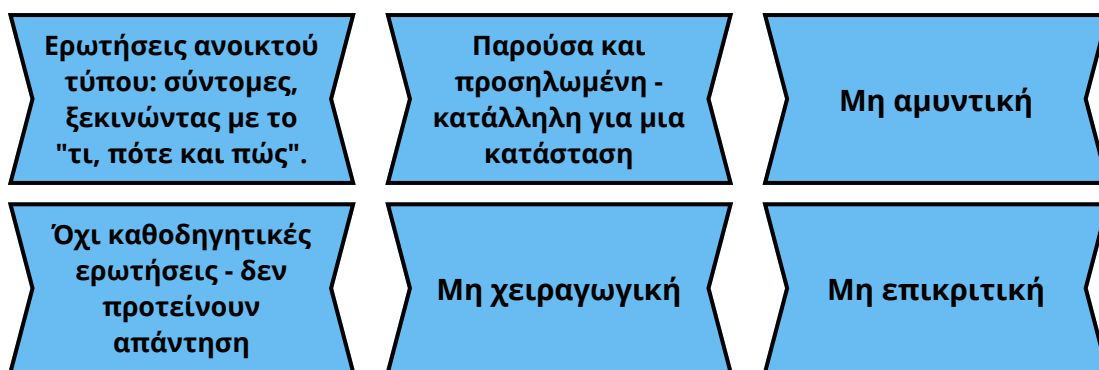 Ερωτήσεις ανοικτού
τύπου: σύντομες,
ξεκινώντας με το
"τι, πότε και πώς".
Παρούσα και
προσηλωμένη -
κατάλληλη για μια
κατάσταση
Μη αμυντική
Όχι καθοδηγητικές
ερωτήσεις - δεν
προτείνουν
απάντηση
Μη χειραγωγική
Μη επικριτική